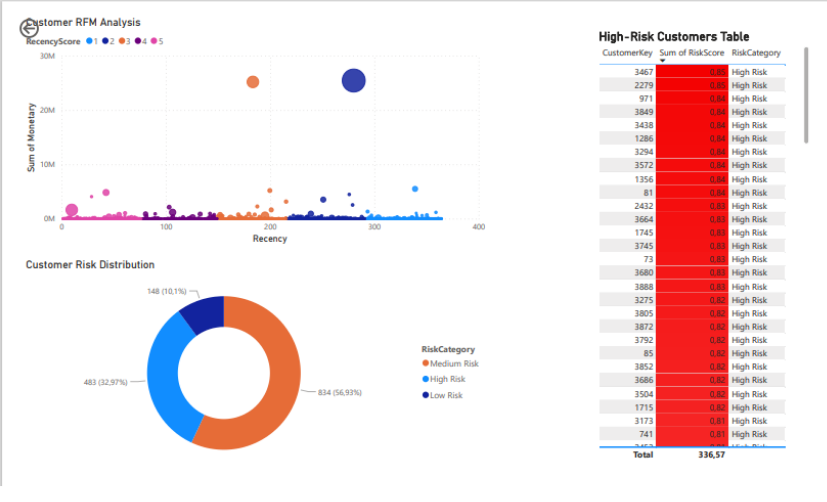 Customer RFM Analysis
RecencyScore 1 2 3 4 5
30M
20M
10M
0M
Sum of Monetary
0 100 200 300 400
Recency
Customer Risk Distribution
148 (10,1%)
483 (32,97%)
834 (56,93%)
RiskCategory
Medium Risk
High Risk
Low Risk
High-Risk Customers Table
CustomerKey Sum of RiskScore RiskCategory
3467 0,85 High Risk
2279 0,85 High Risk
971 0,84 High Risk
3849 0,84 High Risk
3438 0,84 High Risk
1286 0,84 High Risk
3294 0,84 High Risk
3572 0,84 High Risk
1356 0,84 High Risk
81 0,84 High Risk
2432 0,83 High Risk
3664 0,83 High Risk
1745 0,83 High Risk
3745 0,83 High Risk
73 0,83 High Risk
3680 0,83 High Risk
3888 0,83 High Risk
3275 0,82 High Risk
3805 0,82 High Risk
3872 0,82 High Risk
3792 0,82 High Risk
85 0,82 High Risk
3852 0,82 High Risk
3686 0,82 High Risk
3504 0,82 High Risk
1715 0,82 High Risk
3173 0,81 High Risk
741 0,81 High Risk
Total 336,57